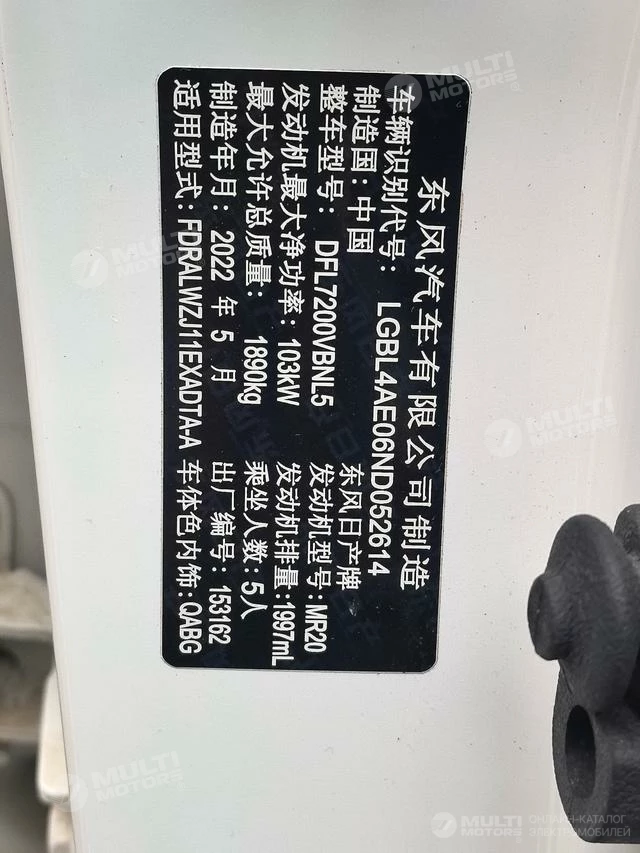 东风汽车有限公司制造
车辆识别代号: LGBL4AE06ND052614
制造国: 中国 东风日产牌
整车型号: DFL7200VBNL5 发动机型号: MR20
发动机最大净功率: 103kW 发动机排量: 1997mL
最大允许总质量: 1890kg 乘坐人数: 5人
制造年月: 2022 年 5 月 出厂编号: 153162
适用型式: FDRALWZJ11EXADTA-A 车体色内饰: QABG
MULTI MOTORS
MULTI MOTORS
MULTI MOTORS
MULTI MOTORS
MULTI MOTORS ОНЛАЙН-КАТАЛОГ ЭЛЕКТРОМОБИЛЕЙ